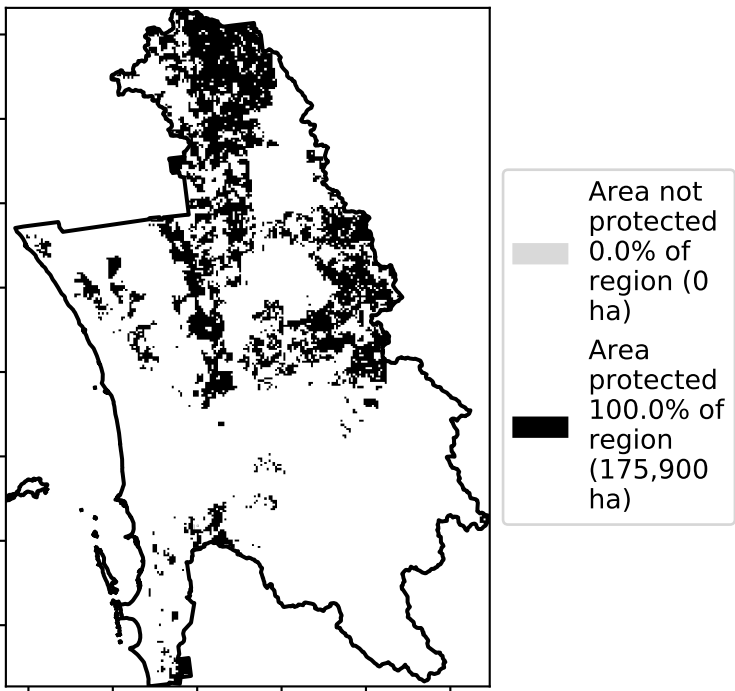 Area not
protected
0.0% of
region (0
ha)
Area
protected
100.0% of
region
(175,900
ha)